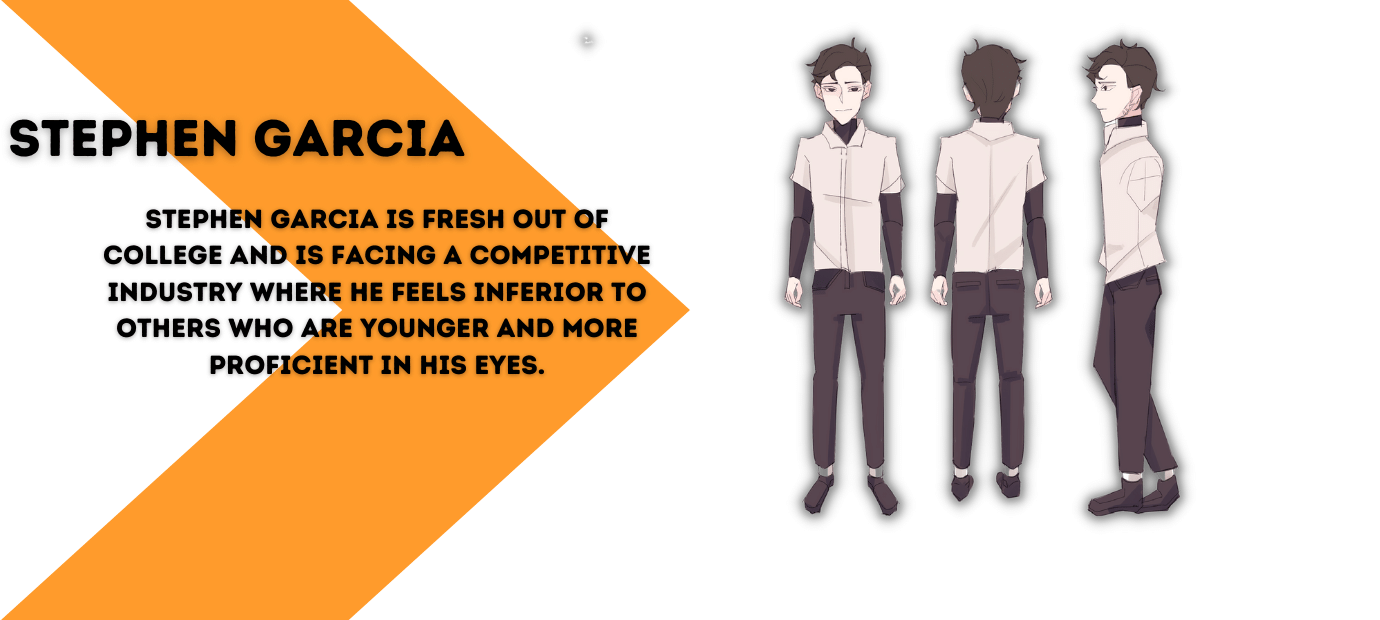 STEPHEN GARCIA
STEPHEN GARCIA IS FRESH OUT OF
COLLEGE AND IS FACING A COMPETITIVE
INDUSTRY WHERE HE FEELS INFERIOR TO
OTHERS WHO ARE YOUNGER AND MORE
PROFICIENT IN HIS EYES.